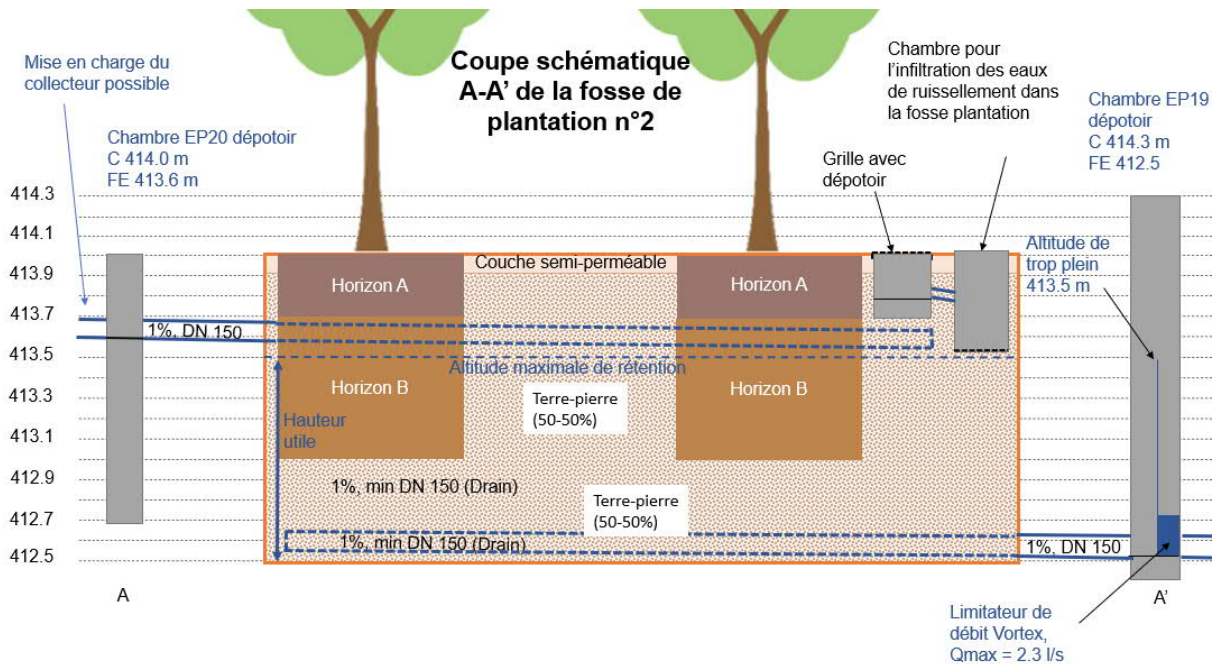 Coupe schématique
A-A' de la fosse de
plantation n°2
Mise en charge du
collecteur possible
Chambre EP20 dépotoir
C 414.0 m
FE 413.6 m
Chambre pour
l'infiltration des eaux
de ruissellement dans
la fosse plantation
Grille avec
dépotoir
Chambre EP19
dépotoir
C 414.3 m
FE 412.5
Altitude de
trop plein
413.5 m
414.3
414.1
413.9
413.7
413.5
413.3
413.1
412.9
412.7
412.5
Horizon A
Couche semi-perméable
Horizon A
1%, DN 150
Altitude maximale de rétention
Horizon B
Horizon B
Terre-pierre
(50-50%)
Hauteur
utile
1%, min DN 150 (Drain)
Terre-pierre
(50-50%)
1%, min DN 150 (Drain)
1%, DN 150
A
A'
Limitateur de
débit Vortex,
Qmax = 2.3 l/s